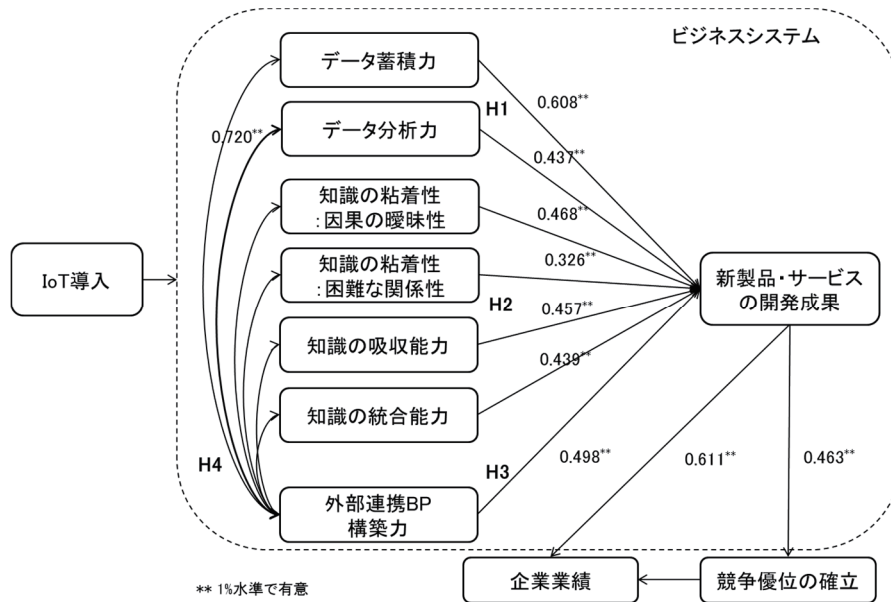 ビジネスシステム
データ蓄積力
0.608**
H1
0.720**
データ分析力
0.437**
知識の粘着性
:因果の曖昧性
0.468**
IoT導入
知識の粘着性
:困難な関係性
0.326**
H2
新製品・サービス
の開発成果
0.457**
知識の吸収能力
0.439**
知識の統合能力
H4
H3
0.498**
0.611**
0.463**
外部連携BP
構築力
** 1%水準で有意
企業業績
競争優位の確立